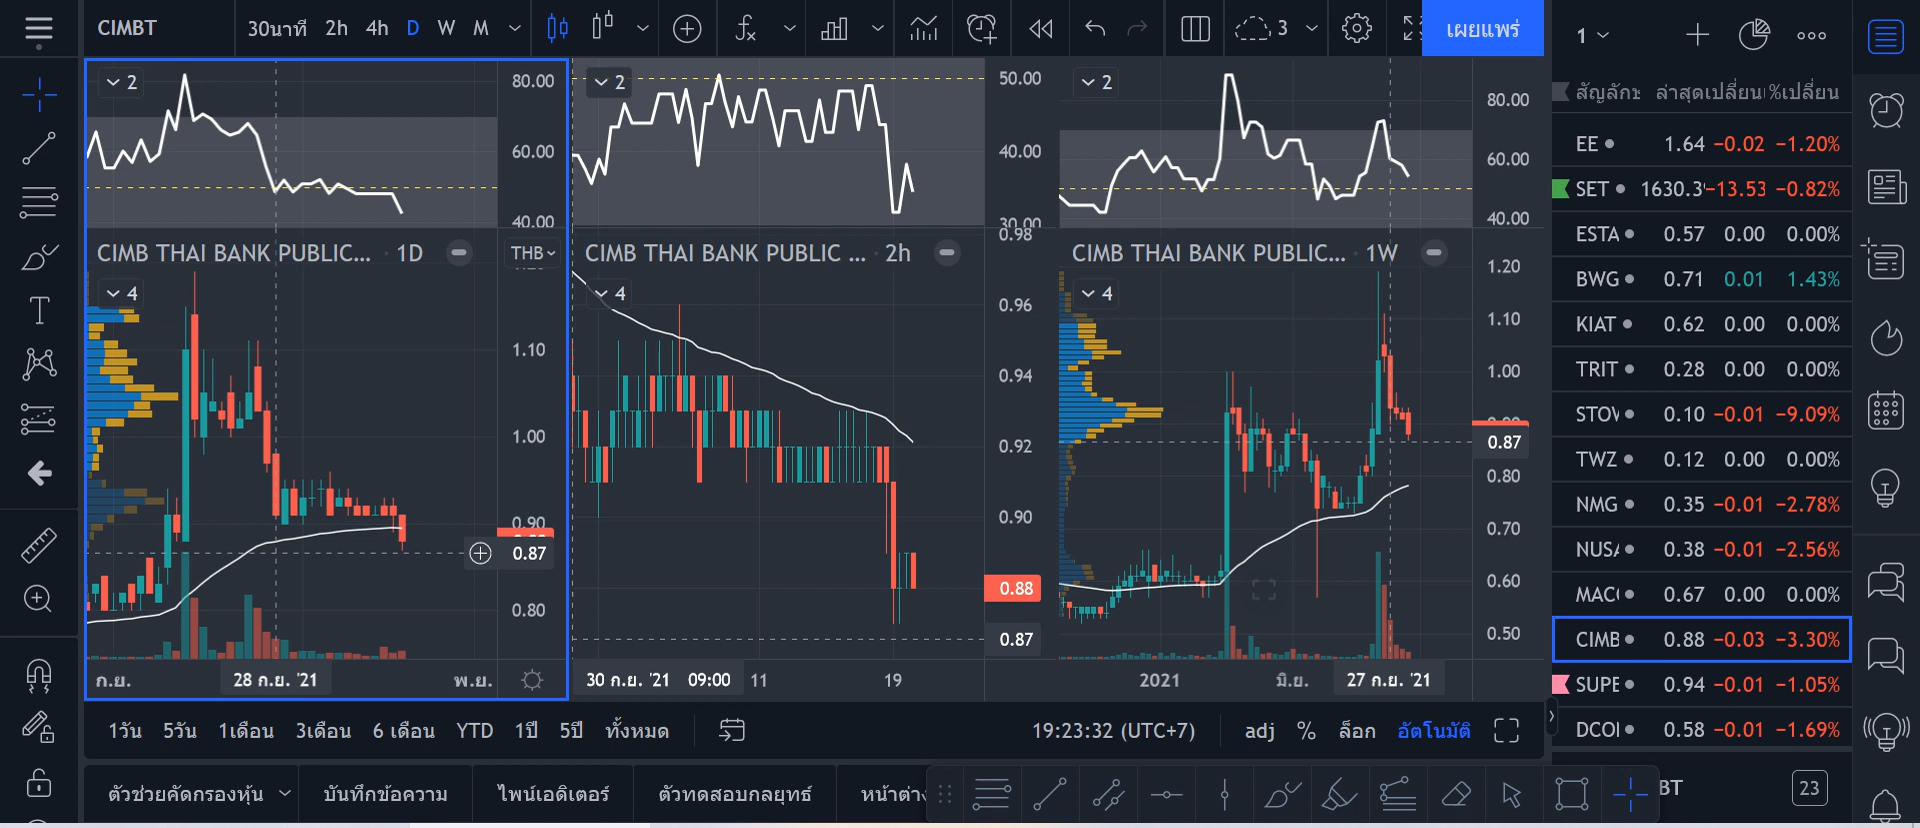 CIMBT
30นาที 2h 4h D W M
3
เผยแพร่
1
2
80.00
60.00
40.00
CIMB THAI BANK PUBLIC... · 1D
THB
4
1.10
1.00
0.90
0.87
0.80
ก.ย.
28 ก.ย. '21
พ.ย.
2
50.00
40.00
30.00
0.98
CIMB THAI BANK PUBLIC ... · 2h
4
0.96
0.94
0.92
0.90
0.88
0.87
30 ก.ย. '21 09:00
11
19
2
80.00
60.00
40.00
CIMB THAI BANK PUBLIC... · 1W
4
1.20
1.10
1.00
0.87
0.80
0.70
0.60
0.50
2021
มิ.ย.
27 ก.ย. '21
สัญลักษ ล่าสุด เปลี่ยน %เปลี่ยน
EE 1.64 −0.02 −1.20%
SET 1630.3 −13.53 −0.82%
ESTA 0.57 0.00 0.00%
BWG 0.71 0.01 1.43%
KIAT 0.62 0.00 0.00%
TRIT 0.28 0.00 0.00%
STOW 0.10 −0.01 −9.09%
TWZ 0.12 0.00 0.00%
NMG 0.35 −0.01 −2.78%
NUSA 0.38 −0.01 −2.56%
MAC 0.67 0.00 0.00%
CIMB 0.88 −0.03 −3.30%
SUPE 0.94 −0.01 −1.05%
DCO 0.58 −0.01 −1.69%
1วัน 5วัน 1เดือน 3เดือน 6 เดือน YTD 1ปี 5ปี ทั้งหมด
19:23:32 (UTC+7)
adj % ล็อก อัตโนมัติ
ตัวช่วยคัดกรองหุ้น
บันทึกข้อความ
ไพน์เอดิเตอร์
ตัวทดสอบกลยุทธ์
หน้าต่าง
BT
23